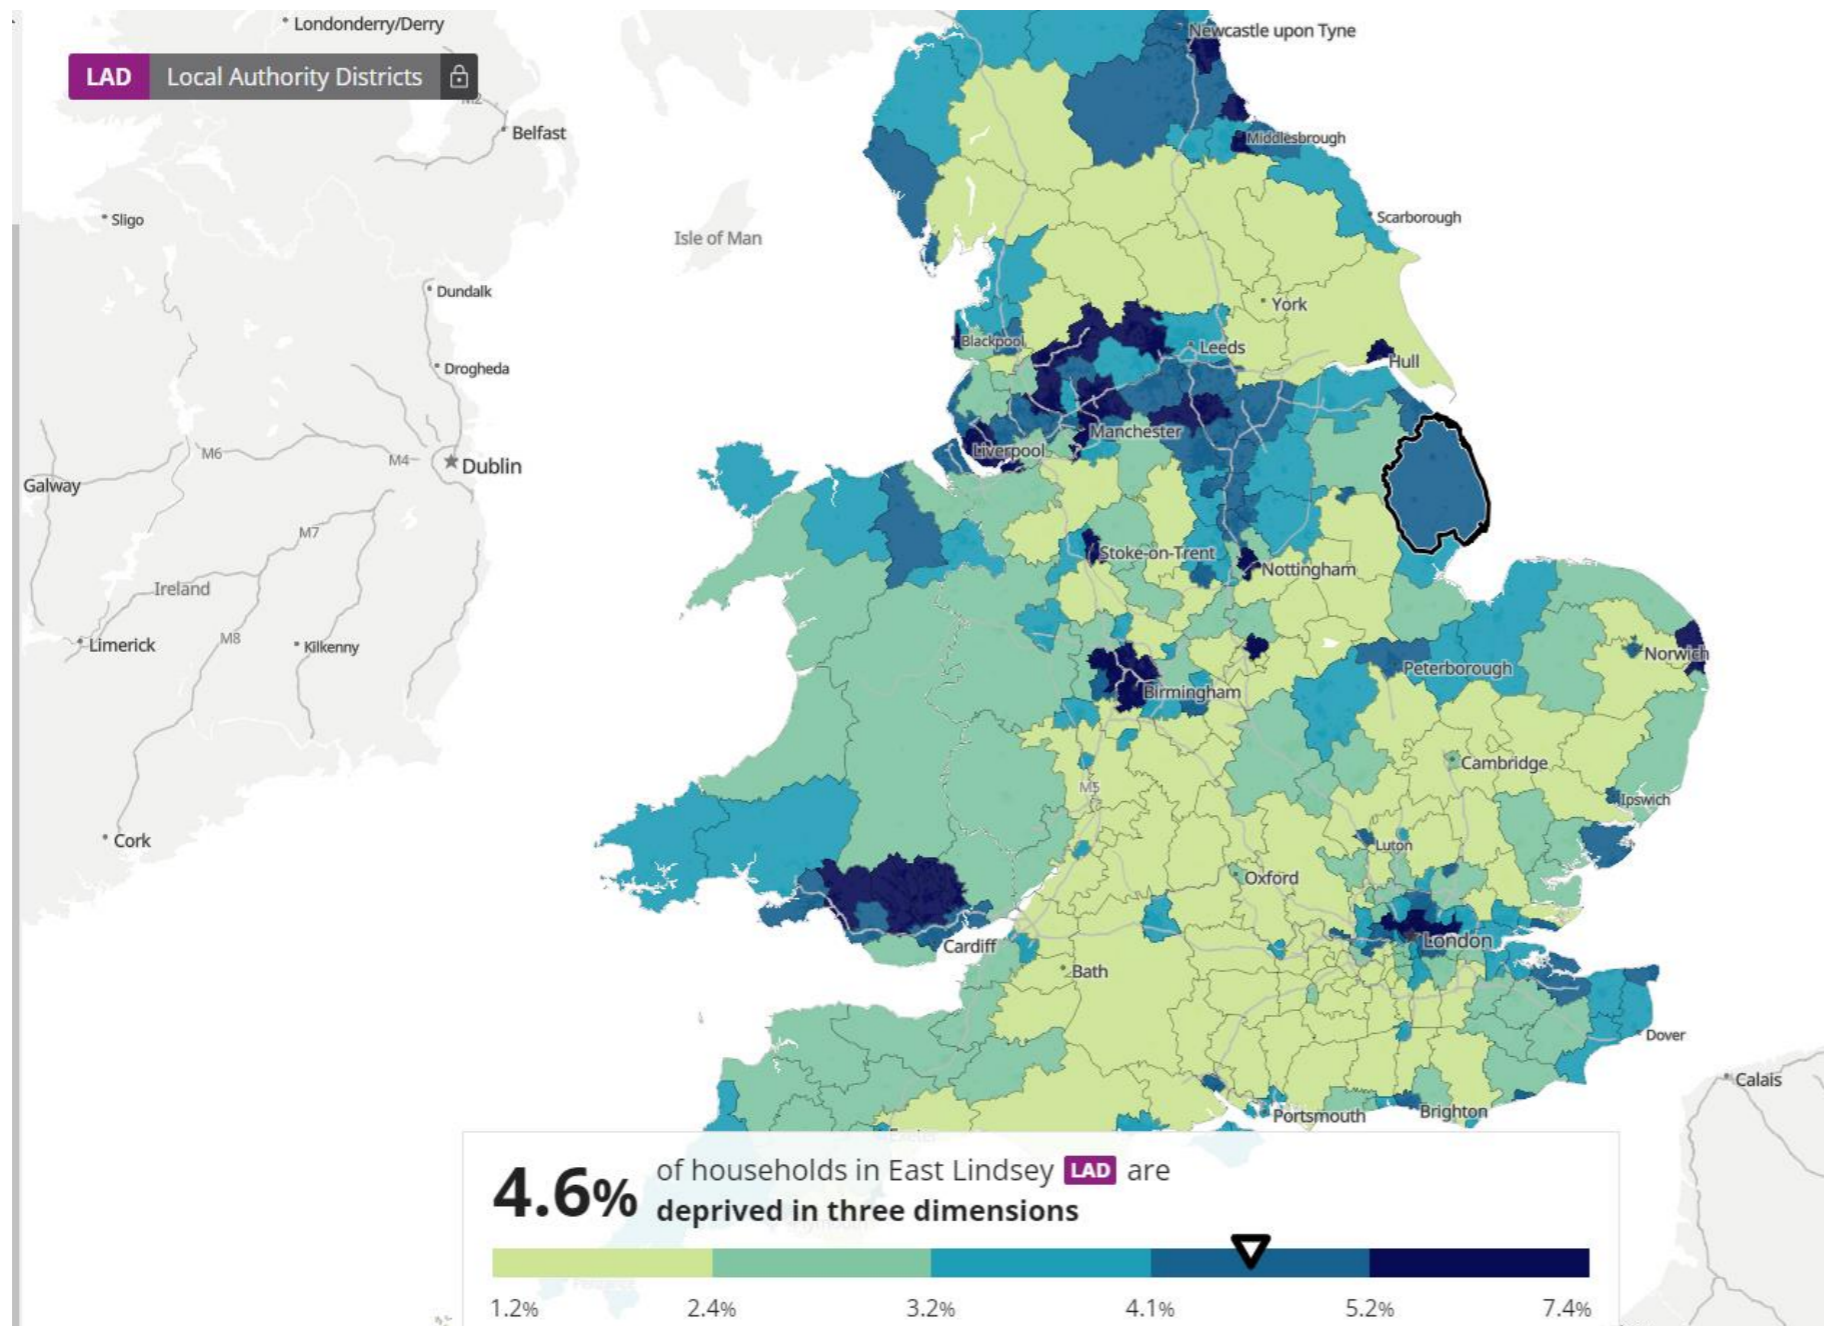 Londonderry/Derry
Newcastle upon Tyne
LAD Local Authority Districts
M2
Belfast
Middlesbrough
Sligo
Scarborough
Isle of Man
Dundalk
York
Blackpool
Leeds
Drogheda
Hull
Manchester
Liverpool
M6
M4
Dublin
Galway
M7
Stoke-on-Trent
Nottingham
Ireland
M8
Limerick
Kilkenny
Norwich
Peterborough
Birmingham
Cambridge
M5
Ipswich
Cork
Luton
Oxford
London
Cardiff
Bath
Dover
Calais
Portsmouth
Brighton
Exeter
4.6% of households in East Lindsey LAD are
deprived in three dimensions
1.2% 2.4% 3.2% 4.1% 5.2% 7.4%